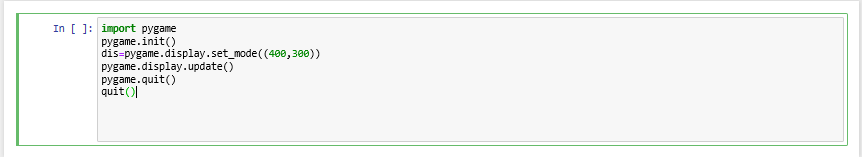 In [ ]: import pygame
pygame.init()
dis=pygame.display.set_mode((400,300))
pygame.display.update()
pygame.quit()
quit()